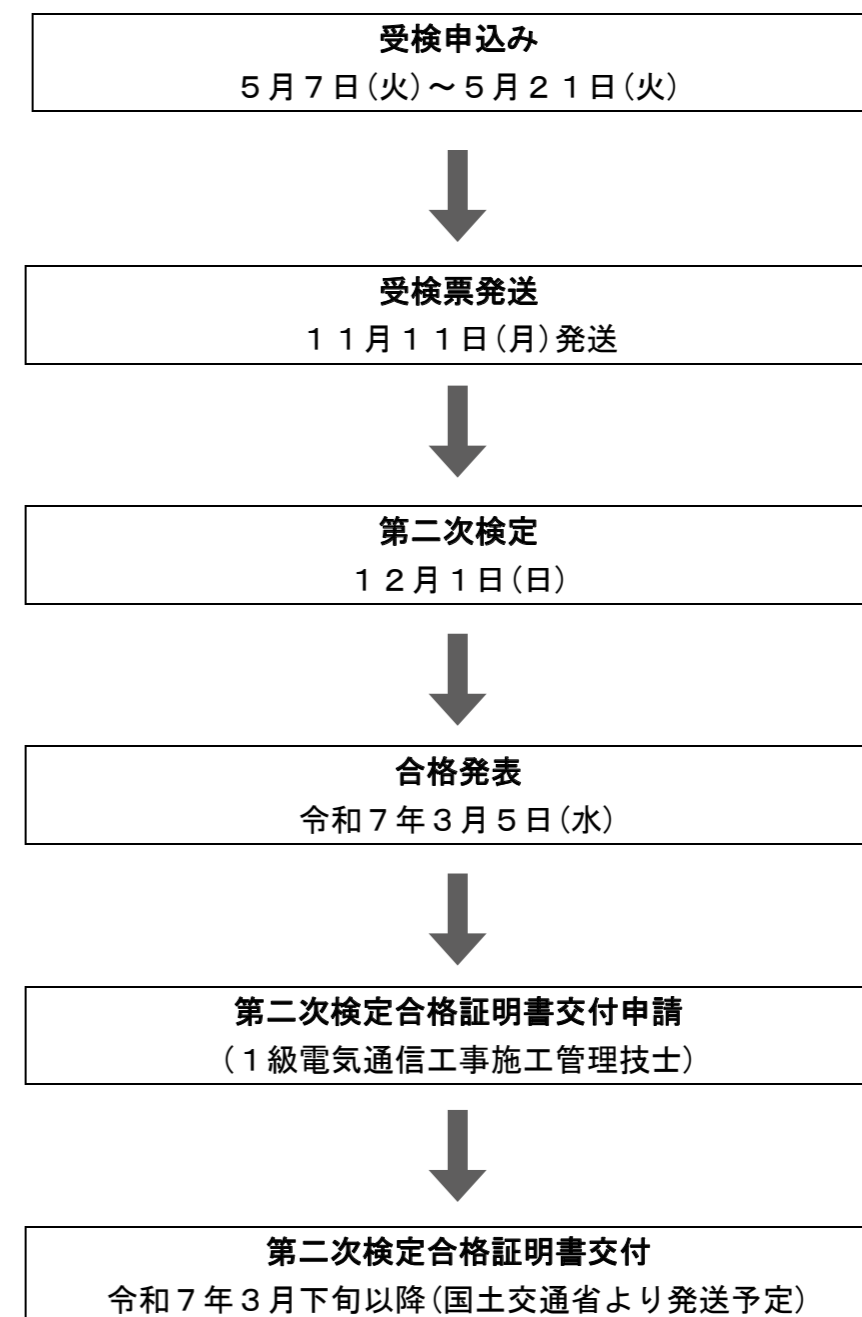 受検申込み
５月７日(火)～５月２１日(火)
受検票発送
１１月１１日(月)発送
第二次検定
１２月１日(日)
合格発表
令和７年３月５日(水)
第二次検定合格証明書交付申請
(１級電気通信工事施工管理技士)
第二次検定合格証明書交付
令和７年３月下旬以降(国土交通省より発送予定)